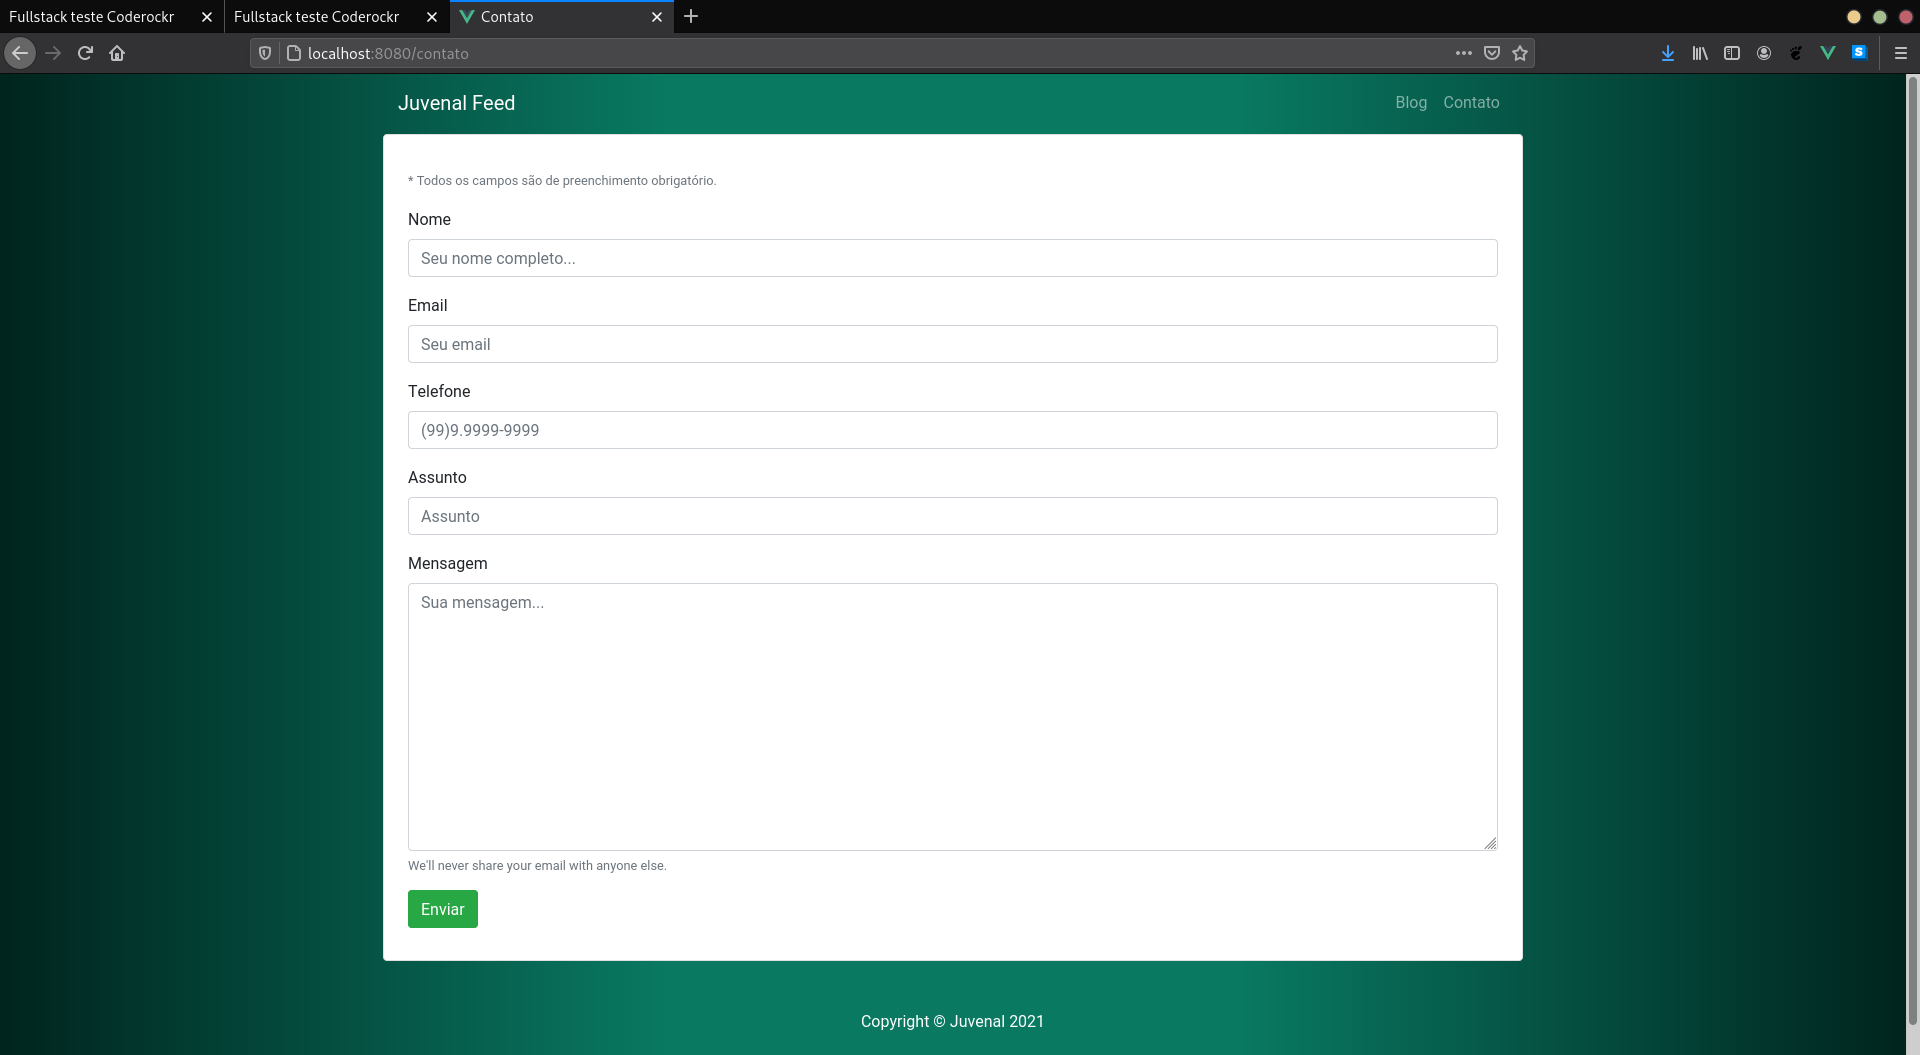 Fullstack teste Coderockr
Fullstack teste Coderockr
Contato
localhost:8080/contato
Juvenal Feed
Blog
Contato
* Todos os campos são de preenchimento obrigatório.
Nome
Seu nome completo...
Email
Seu email
Telefone
(99)9.9999-9999
Assunto
Assunto
Mensagem
Sua mensagem...
We'll never share your email with anyone else.
Enviar
Copyright © Juvenal 2021